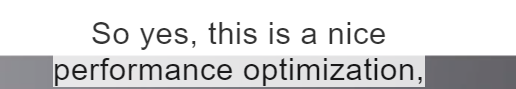 So yes, this is a nice
performance optimization,